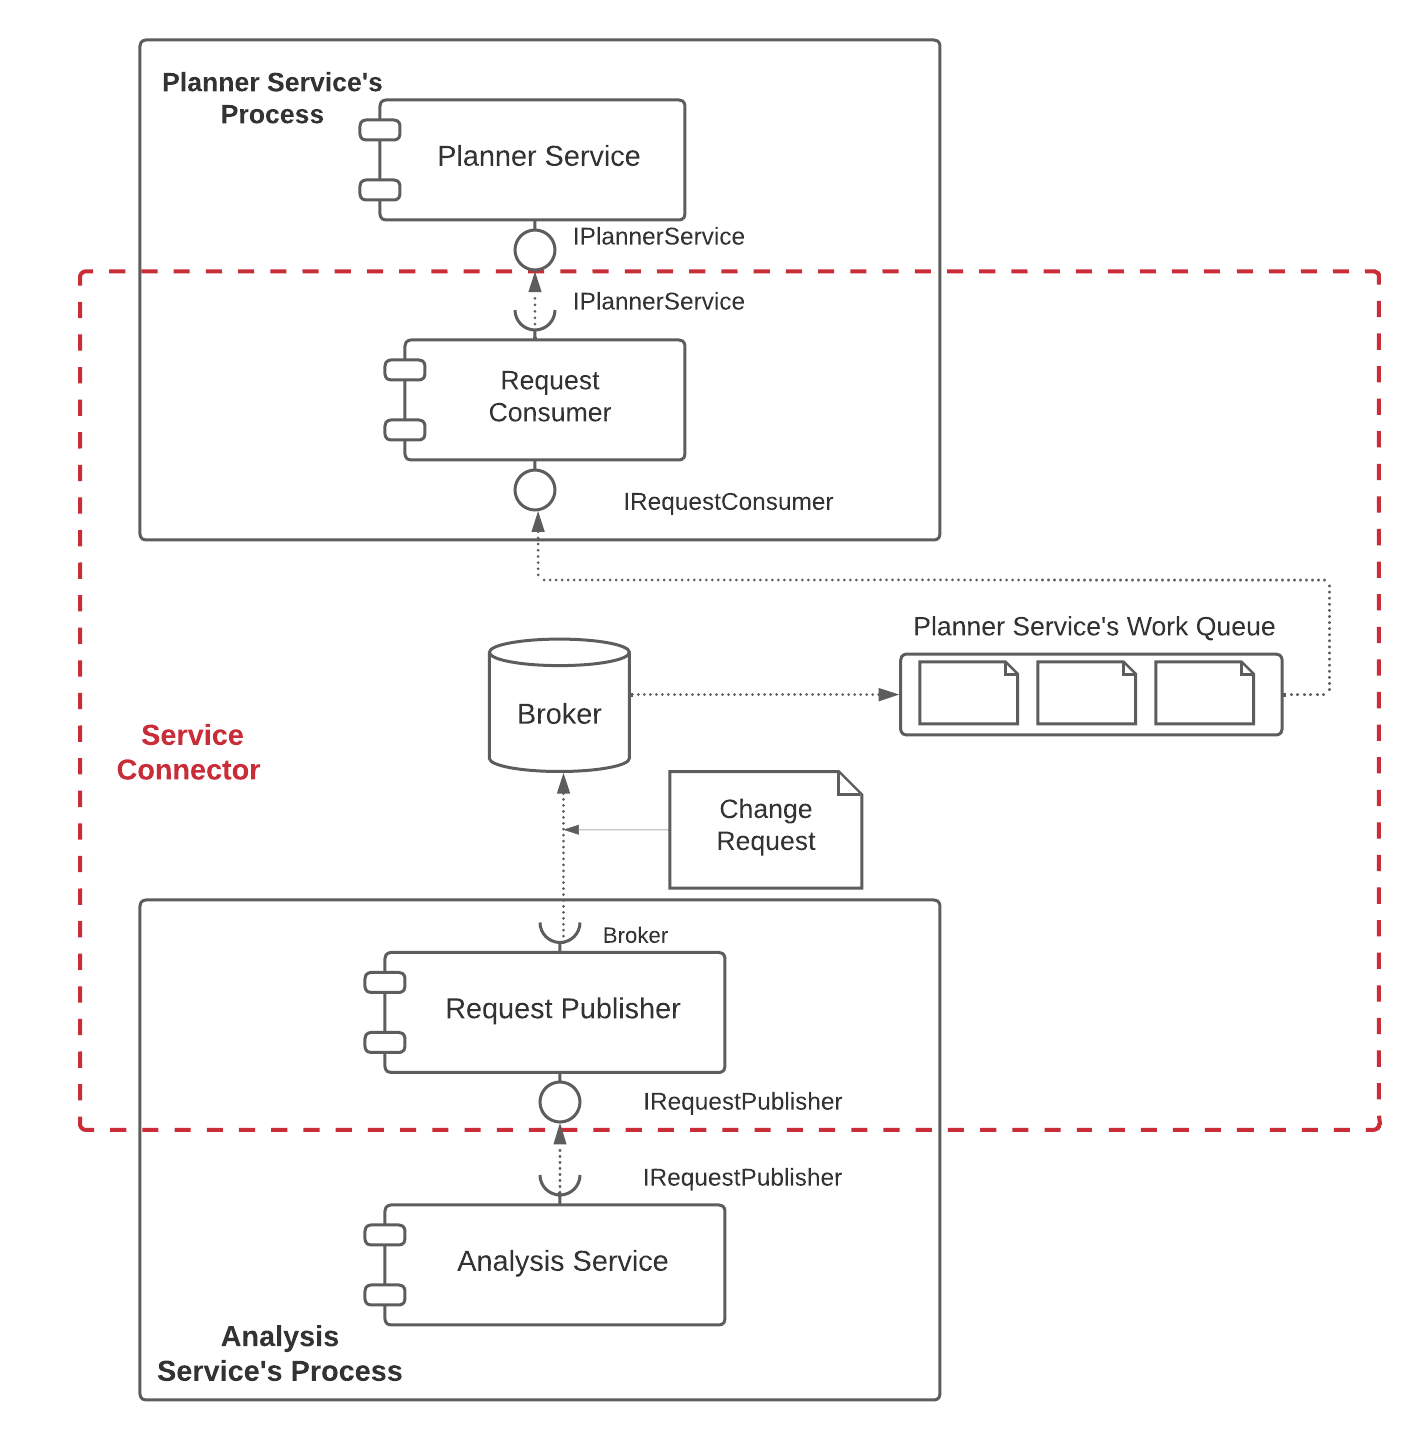 Planner Service's
Process
Planner Service
IPlannerService
IPlannerService
Request
Consumer
IRequestConsumer
Planner Service's Work Queue
Broker
Service
Connector
Change
Request
Broker
Request Publisher
IRequestPublisher
IRequestPublisher
Analysis Service
Analysis
Service's Process